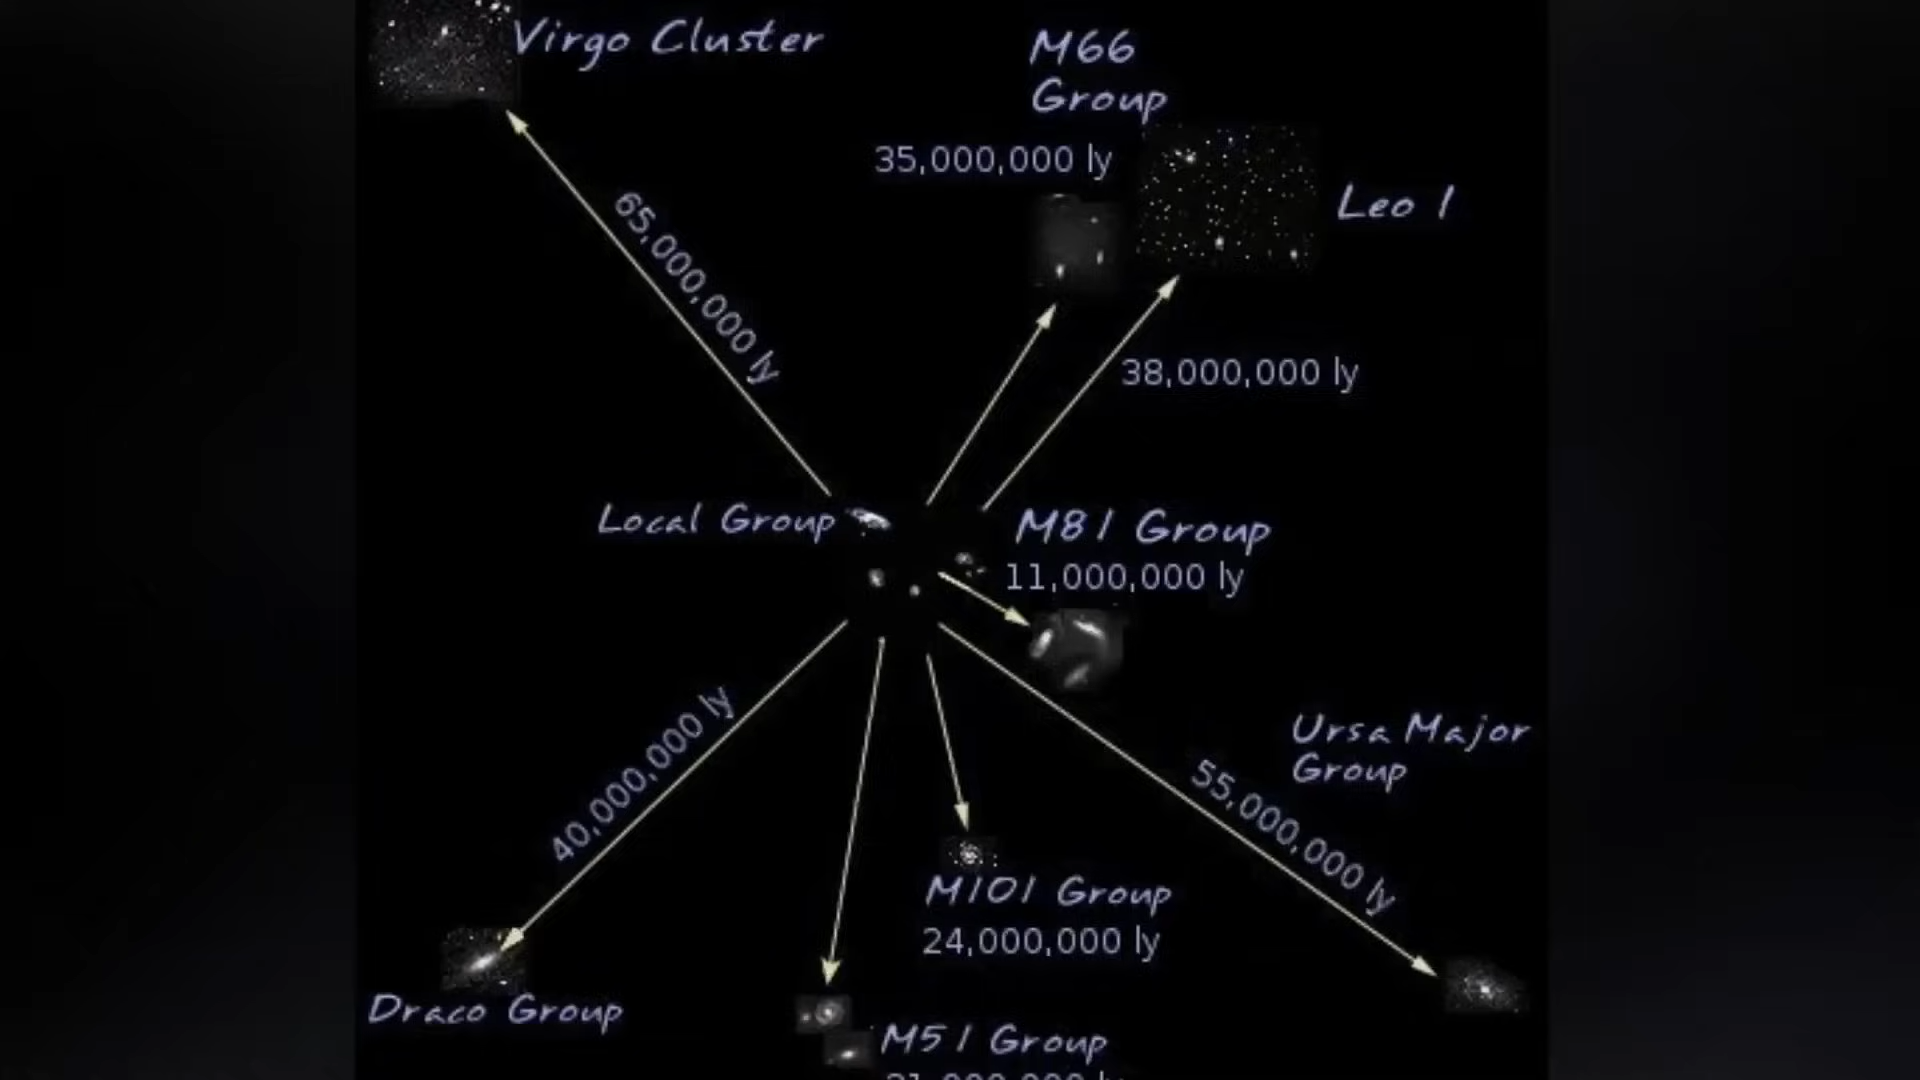 Virgo Cluster
M66
Group
35,000,000 ly
Leo I
65,000,000 ly
38,000,000 ly
Local Group
M81 Group
11,000,000 ly
40,000,000 ly
Ursa Major
Group
55,000,000 ly
M101 Group
24,000,000 ly
Draco Group
M51 Group